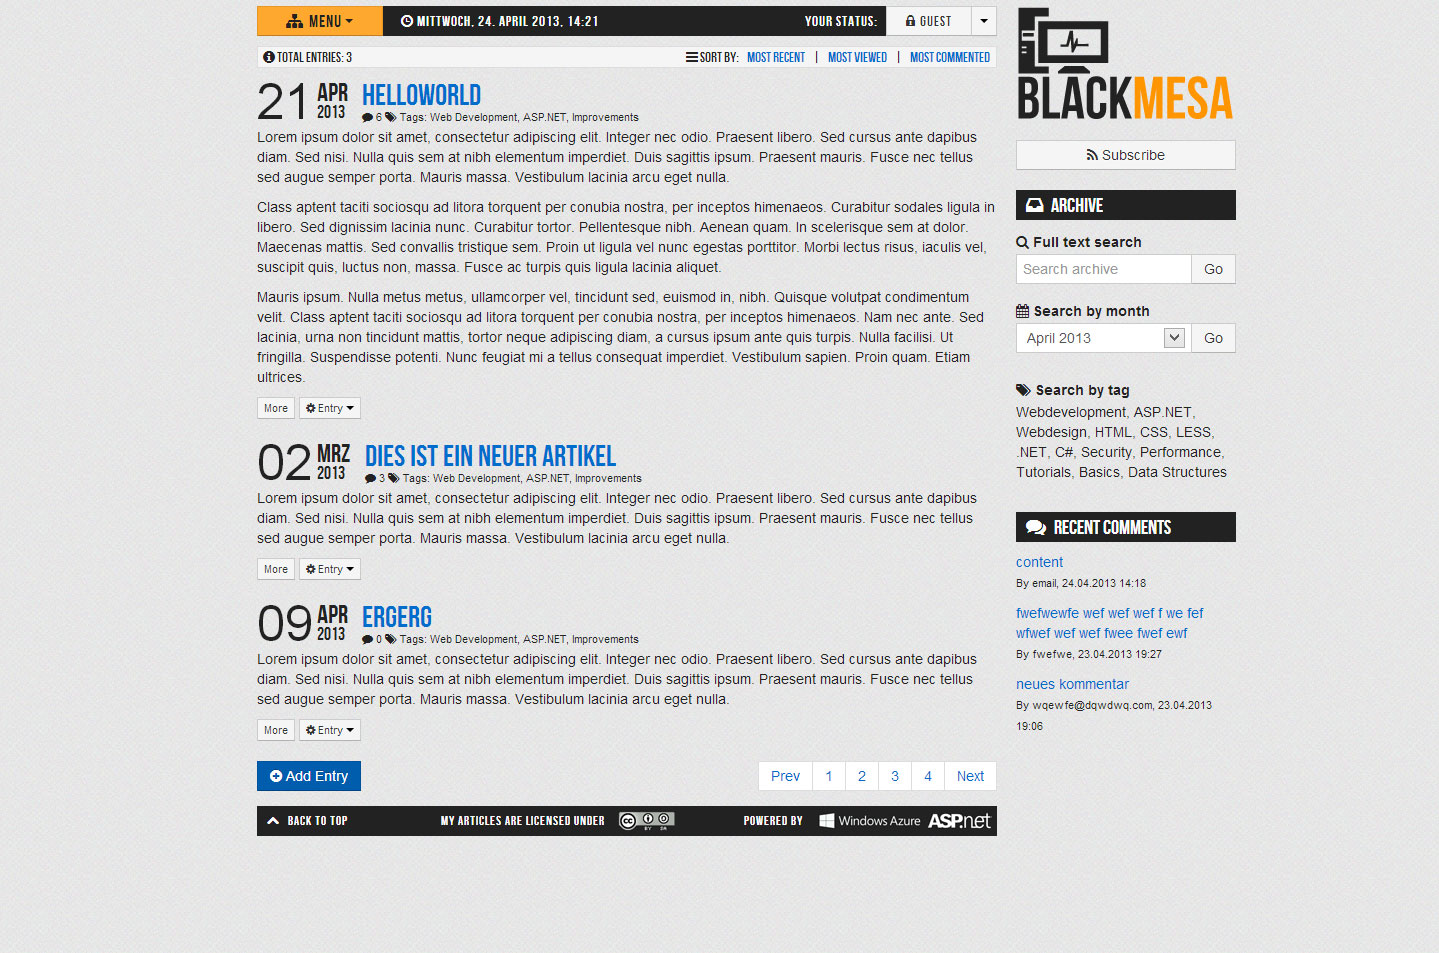 MENU
MITTWOCH, 24. APRIL 2013, 14:21
YOUR STATUS:
GUEST
TOTAL ENTRIES: 3
SORT BY: MOST RECENT | MOST VIEWED | MOST COMMENTED
21 APR 2013
HELLOWORLD
6 Tags: Web Development, ASP.NET, Improvements
Lorem ipsum dolor sit amet, consectetur adipiscing elit. Integer nec odio. Praesent libero. Sed cursus ante dapibus
diam. Sed nisi. Nulla quis sem at nibh elementum imperdiet. Duis sagittis ipsum. Praesent mauris. Fusce nec tellus
sed augue semper porta. Mauris massa. Vestibulum lacinia arcu eget nulla.
Class aptent taciti sociosqu ad litora torquent per conubia nostra, per inceptos himenaeos. Curabitur sodales ligula in
libero. Sed dignissim lacinia nunc. Curabitur tortor. Pellentesque nibh. Aenean quam. In scelerisque sem at dolor.
Maecenas mattis. Sed convallis tristique sem. Proin ut ligula vel nunc egestas porttitor. Morbi lectus risus, iaculis vel,
suscipit quis, luctus non, massa. Fusce ac turpis quis ligula lacinia aliquet.
Mauris ipsum. Nulla metus metus, ullamcorper vel, tincidunt sed, euismod in, nibh. Quisque volutpat condimentum
velit. Class aptent taciti sociosqu ad litora torquent per conubia nostra, per inceptos himenaeos. Nam nec ante. Sed
lacinia, urna non tincidunt mattis, tortor neque adipiscing diam, a cursus ipsum ante quis turpis. Nulla facilisi. Ut
fringilla. Suspendisse potenti. Nunc feugiat mi a tellus consequat imperdiet. Vestibulum sapien. Proin quam. Etiam
ultrices.
More
Entry
02 MRZ 2013
DIES IST EIN NEUER ARTIKEL
3 Tags: Web Development, ASP.NET, Improvements
Lorem ipsum dolor sit amet, consectetur adipiscing elit. Integer nec odio. Praesent libero. Sed cursus ante dapibus
diam. Sed nisi. Nulla quis sem at nibh elementum imperdiet. Duis sagittis ipsum. Praesent mauris. Fusce nec tellus
sed augue semper porta. Mauris massa. Vestibulum lacinia arcu eget nulla.
More
Entry
09 APR 2013
ERGERG
0 Tags: Web Development, ASP.NET, Improvements
Lorem ipsum dolor sit amet, consectetur adipiscing elit. Integer nec odio. Praesent libero. Sed cursus ante dapibus
diam. Sed nisi. Nulla quis sem at nibh elementum imperdiet. Duis sagittis ipsum. Praesent mauris. Fusce nec tellus
sed augue semper porta. Mauris massa. Vestibulum lacinia arcu eget nulla.
More
Entry
Add Entry
Prev 1 2 3 4 Next
BACK TO TOP
MY ARTICLES ARE LICENSED UNDER
cc BY SA
POWERED BY
Windows Azure
ASP.net
BLACKMESA
Subscribe
ARCHIVE
Full text search
Search archive
Go
Search by month
April 2013
Go
Search by tag
Webdevelopment, ASP.NET,
Webdesign, HTML, CSS, LESS,
.NET, C#, Security, Performance,
Tutorials, Basics, Data Structures
RECENT COMMENTS
content
By email, 24.04.2013 14:18
fwefwewfe wef wef wef f we fef
wfwef wef wef fwee fwef ewf
By fwefwe, 23.04.2013 19:27
neues kommentar
By wqewfe@dqwdwq.com, 23.04.2013
19:06